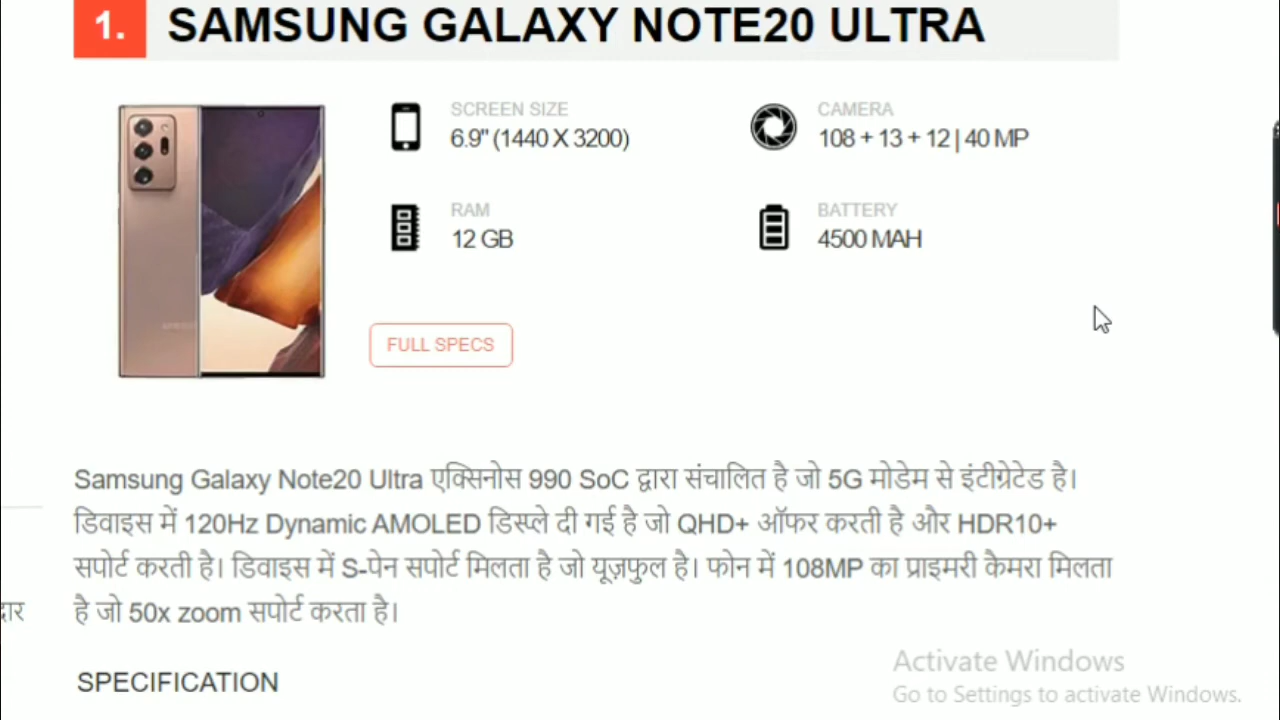 1. SAMSUNG GALAXY NOTE20 ULTRA
SCREEN SIZE
6.9" (1440 X 3200)
CAMERA
108 + 13 + 12 | 40 MP
RAM
12 GB
BATTERY
4500 MAH
FULL SPECS
Samsung Galaxy Note20 Ultra एक्सिनोस 990 SoC द्वारा संचालित है जो 5G मोडेम से इंटीग्रेटेड है।
डिवाइस में 120Hz Dynamic AMOLED डिस्प्ले दी गई है जो QHD+ ऑफर करती है और HDR10+
सपोर्ट करती है। डिवाइस में S-पेन सपोर्ट मिलता है जो यूज़फुल है। फोन में 108MP का प्राइमरी कैमरा मिलता
है जो 50x zoom सपोर्ट करता है।
SPECIFICATION
Activate Windows
Go to Settings to activate Windows.